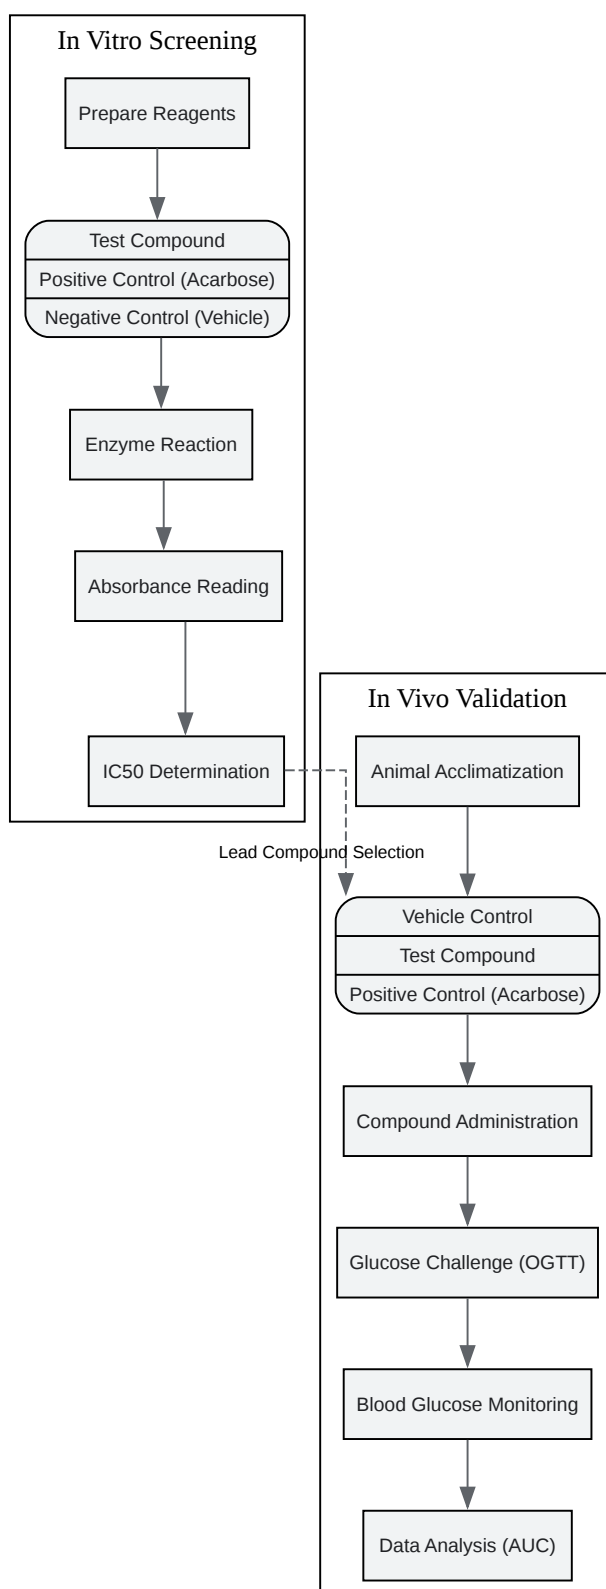 In Vitro Screening
Prepare Reagents
Test Compound
Positive Control (Acarbose)
Negative Control (Vehicle)
Enzyme Reaction
Absorbance Reading
IC50 Determination
Lead Compound Selection
In Vivo Validation
Animal Acclimatization
Vehicle Control
Test Compound
Positive Control (Acarbose)
Compound Administration
Glucose Challenge (OGTT)
Blood Glucose Monitoring
Data Analysis (AUC)